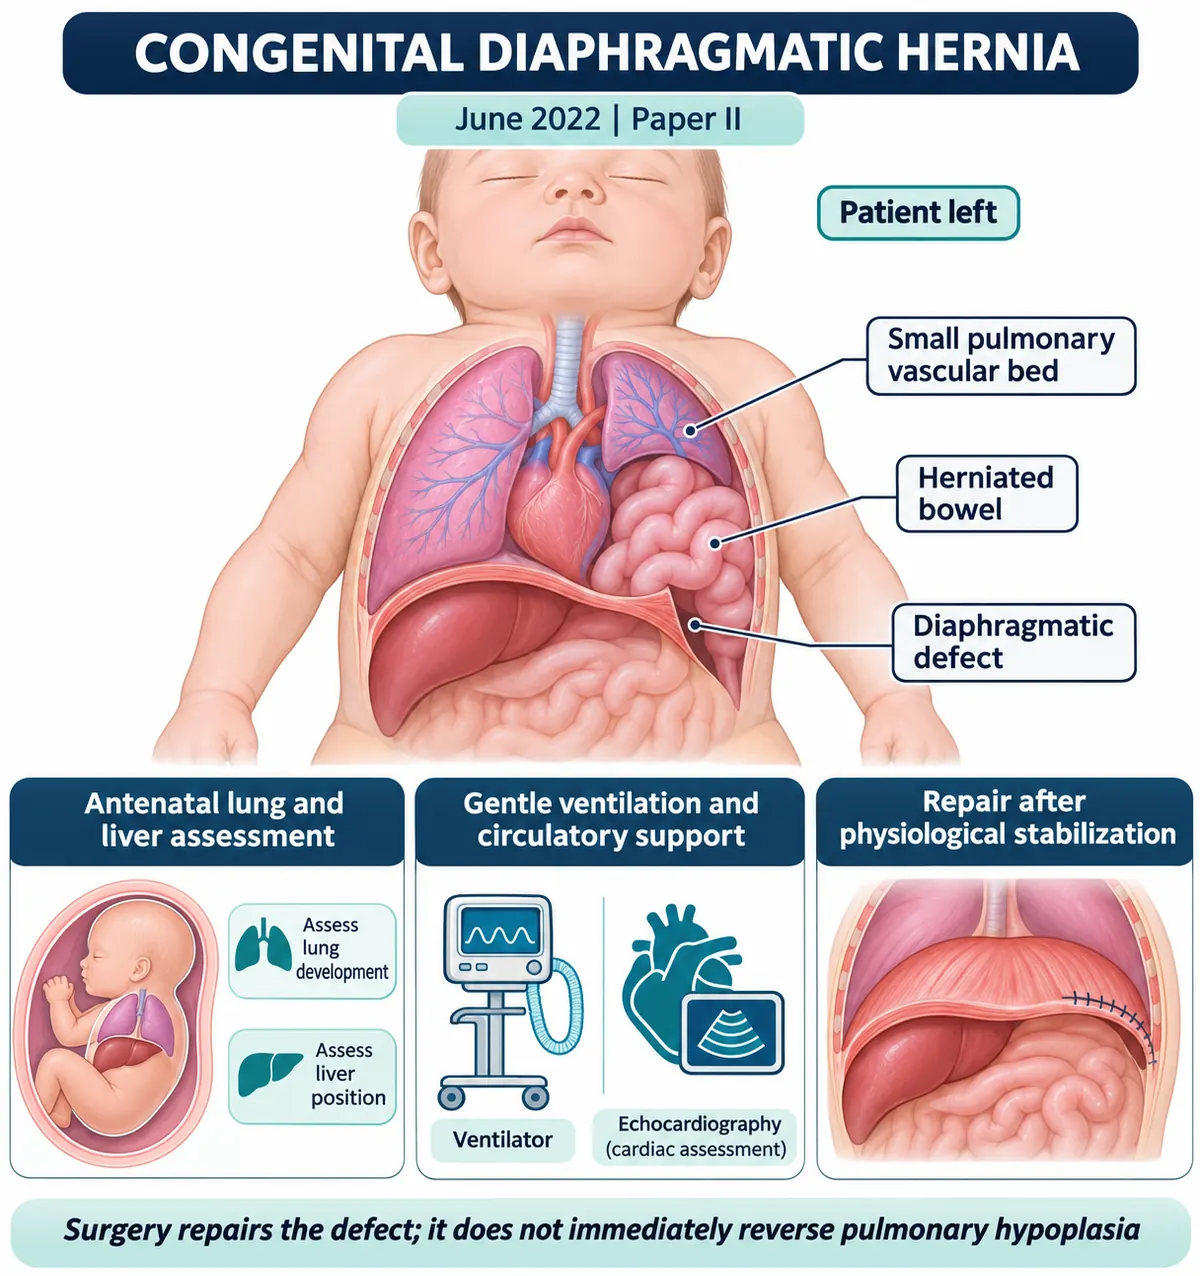 CONGENITAL DIAPHRAGMATIC HERNIA
June 2022 | Paper II
Patient left
Small pulmonary
vascular bed
Herniated
bowel
Diaphragmatic
defect
Antenatal lung and
liver assessment
Assess
lung
development
Assess
liver
position
Gentle ventilation and
circulatory support
Ventilator
Echocardiography
(cardiac assessment)
Repair after
physiological stabilization
Surgery repairs the defect; it does not immediately reverse pulmonary hypoplasia